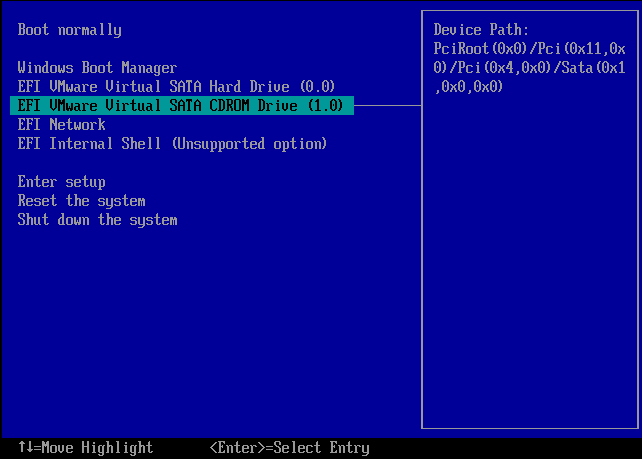 Boot normally
Windows Boot Manager
EFI VMware Virtual SATA Hard Drive (0.0)
EFI VMware Virtual SATA CDROM Drive (1.0)
EFI Network
EFI Internal Shell (Unsupported option)
Enter setup
Reset the system
Shut down the system
Device Path:
PciRoot(0x0)/Pci(0x11,0x
0)/Pci(0x4,0x0)/Sata(0x1
,0x0,0x0)
↑↓=Move Highlight
<Enter>=Select Entry